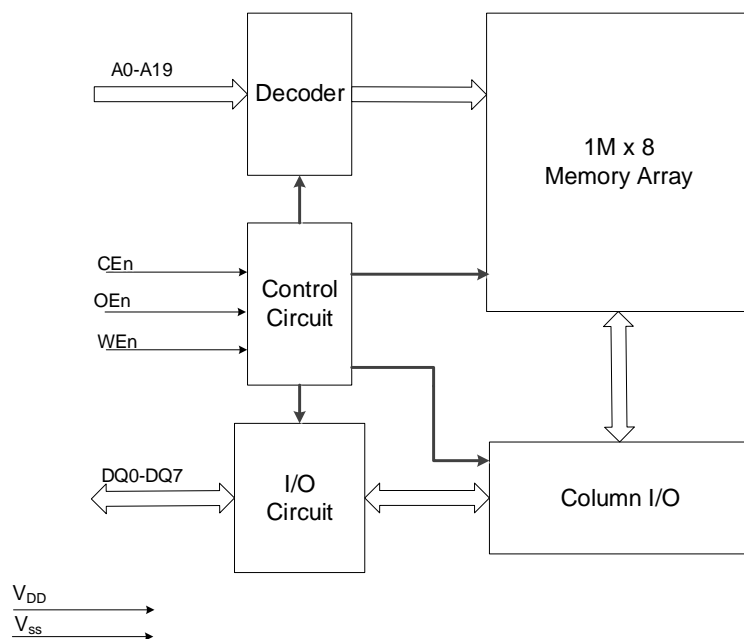 A0-A19
Decoder
1M x 8
Memory Array
CEn
OEn
WEn
Control
Circuit
DQ0-DQ7
I/O
Circuit
Column I/O
VDD
Vss